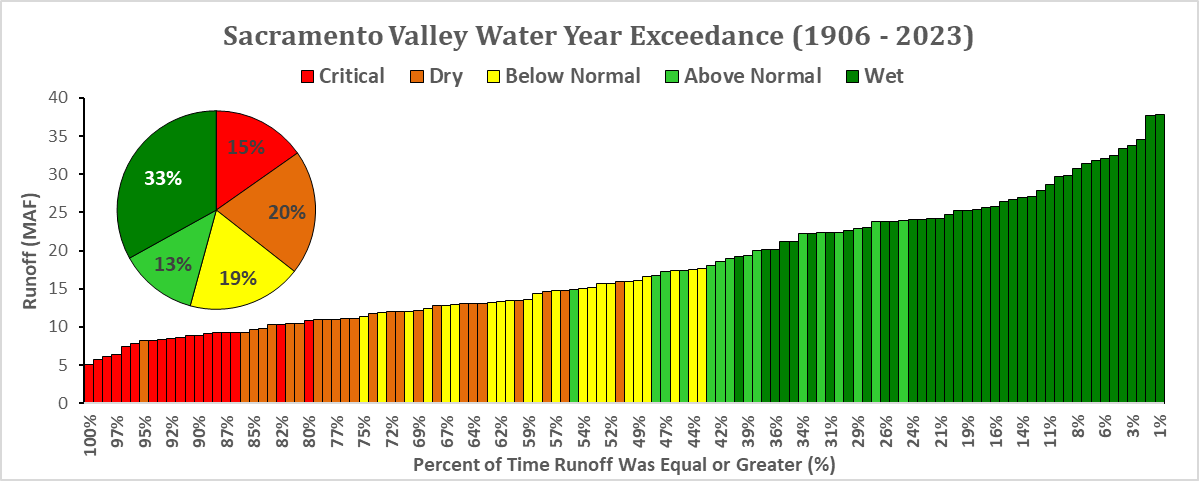 Sacramento Valley Water Year Exceedance (1906 - 2023)
Critical Dry Below Normal Above Normal Wet
40
35
30
25
20
15
10
5
0
Runoff (MAF)
15%
33%
20%
13%
19%
100% 97% 95% 92% 90% 87% 85% 82% 80% 77% 75% 72% 69% 67% 64% 62% 59% 57% 54% 52% 49% 47% 44% 42% 39% 36% 34% 31% 29% 26% 24% 21% 19% 16% 14% 11% 8% 6% 3% 1%
Percent of Time Runoff Was Equal or Greater (%)